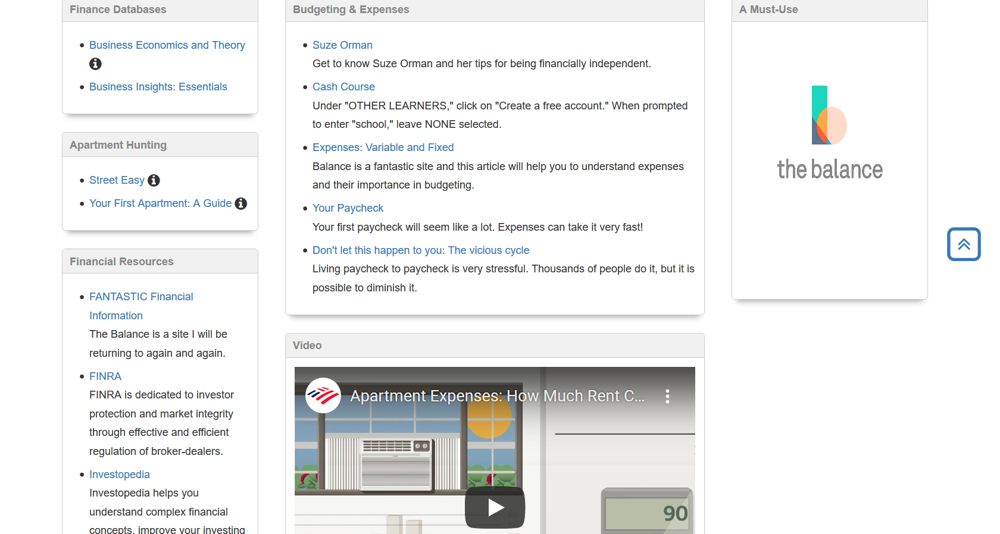 Finance Databases
Business Economics and Theory
Business Insights: Essentials
Apartment Hunting
Street Easy
Your First Apartment: A Guide
Financial Resources
FANTASTIC Financial
Information
The Balance is a site I will be
returning to again and again.
FINRA
FINRA is dedicated to investor
protection and market integrity
through effective and efficient
regulation of broker-dealers.
Investopedia
Investopedia helps you
understand complex financial
concepts, improve your investing
Budgeting & Expenses
Suze Orman
Get to know Suze Orman and her tips for being financially independent.
Cash Course
Under "OTHER LEARNERS," click on "Create a free account." When prompted
to enter "school," leave NONE selected.
Expenses: Variable and Fixed
Balance is a fantastic site and this article will help you to understand expenses
and their importance in budgeting.
Your Paycheck
Your first paycheck will seem like a lot. Expenses can take it very fast!
Don't let this happen to you: The vicious cycle
Living paycheck to paycheck is very stressful. Thousands of people do it, but it is
possible to diminish it.
Video
Apartment Expenses: How Much Rent C...
90
A Must-Use
the balance